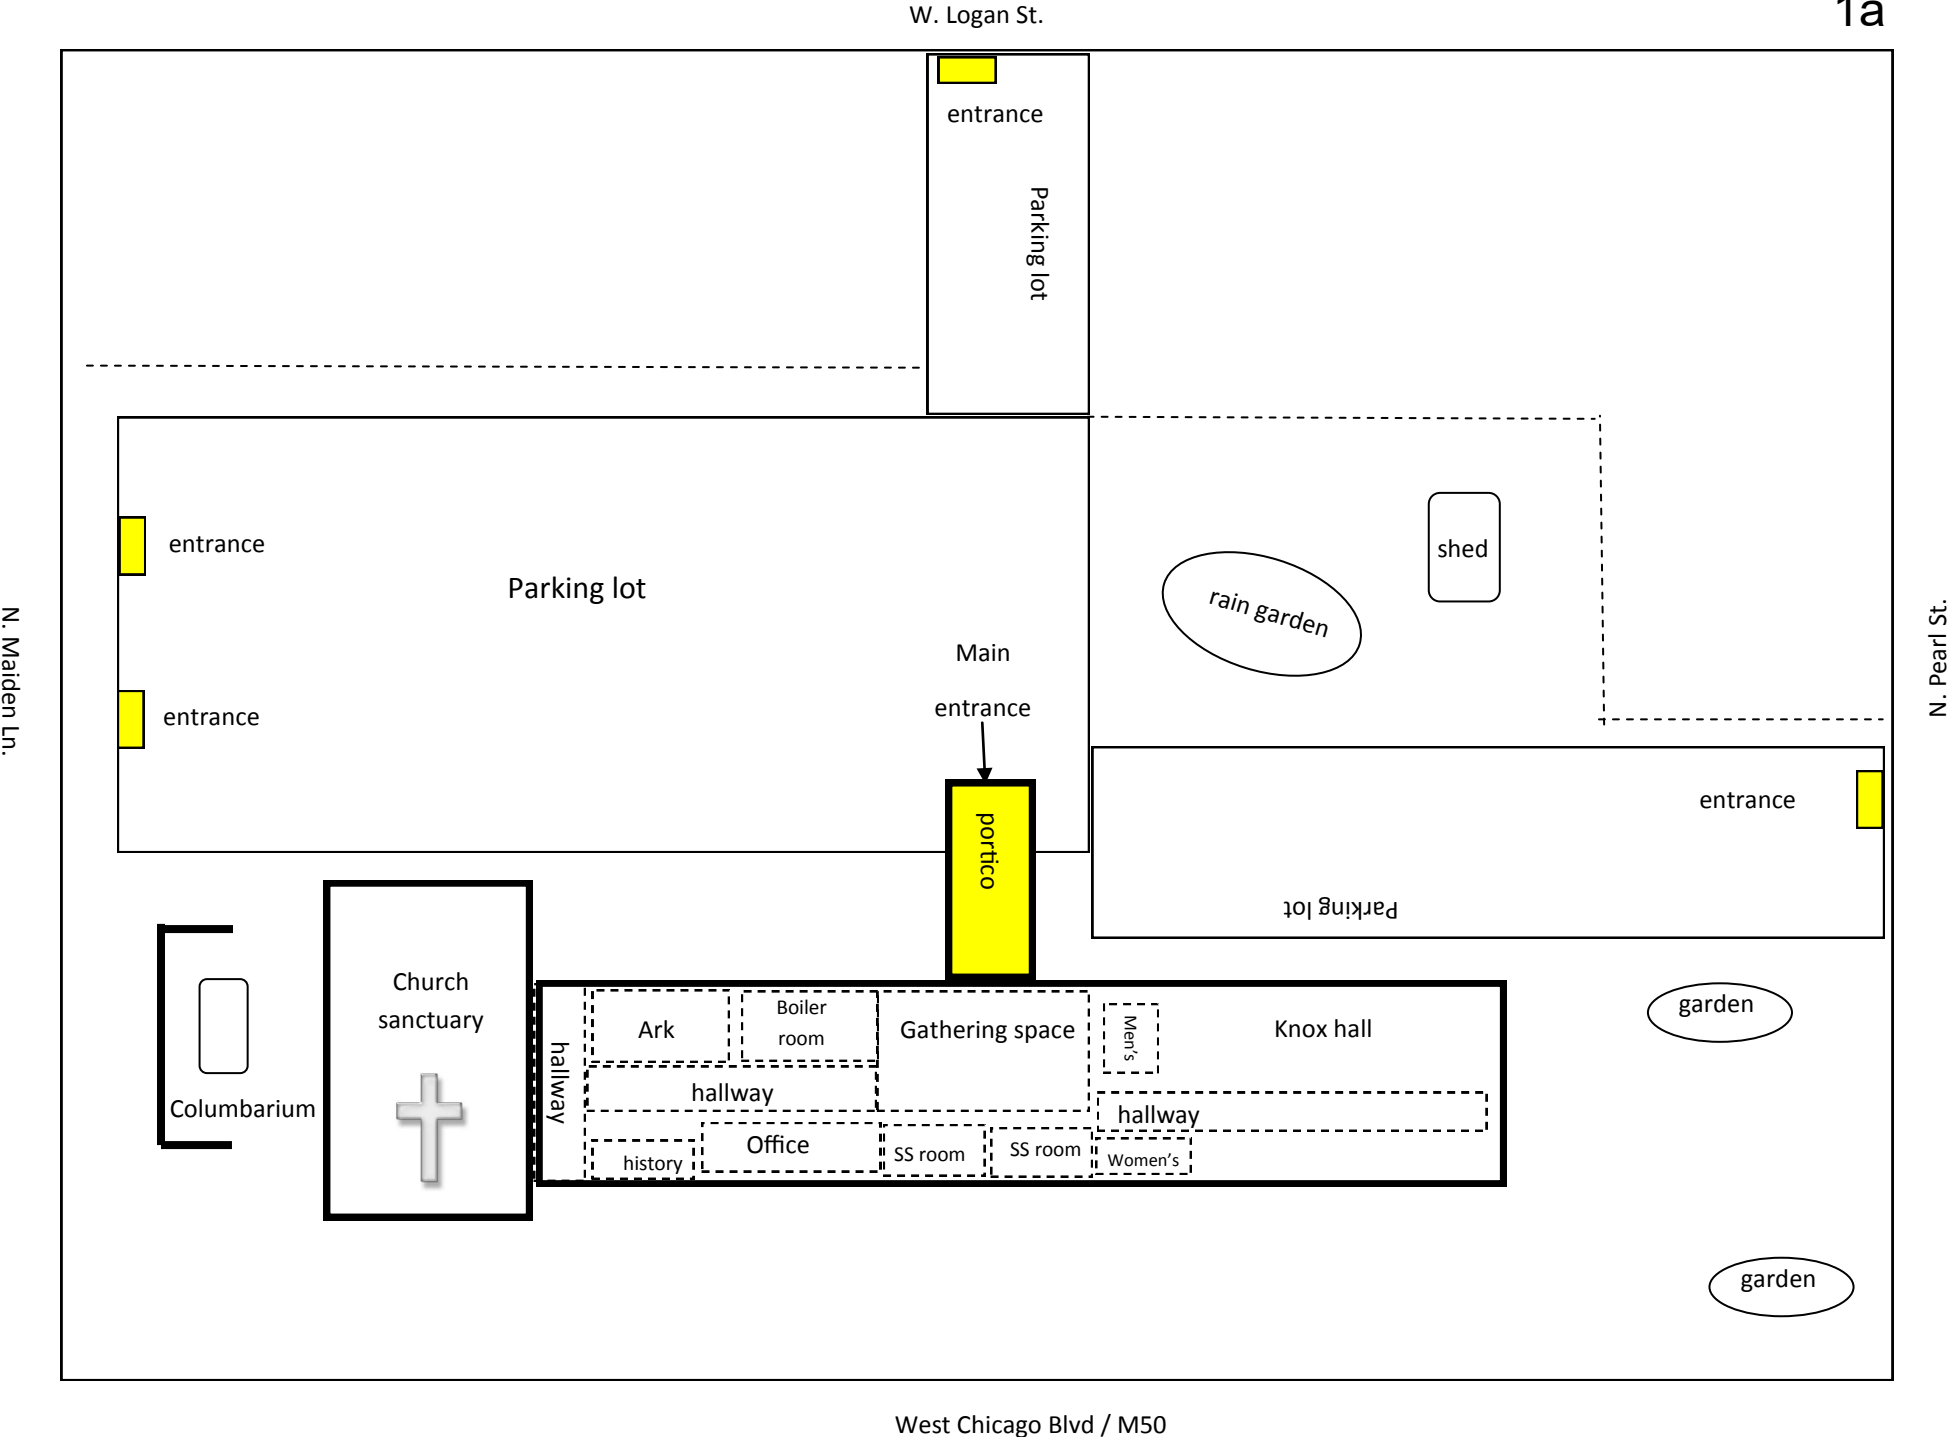 W. Logan St.
1a
entrance
Parking lot
entrance
Parking lot
shed
rain garden
N. Maiden Ln.
N. Pearl St.
Main
entrance
entrance
entrance
portico
Parking lot
Church
sanctuary
Columbarium
hallway
Ark
Boiler
room
Gathering space
Men's
Knox hall
garden
hallway
hallway
history
Office
SS room
SS room
Women's
garden
West Chicago Blvd / M50